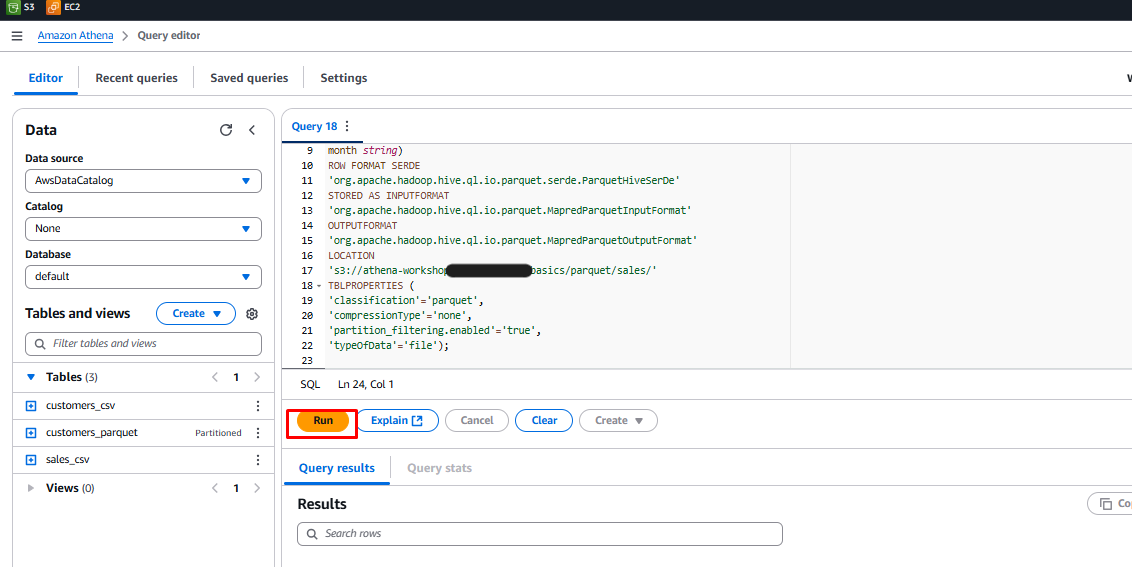 S3 EC2
Amazon Athena > Query editor
Editor Recent queries Saved queries Settings
Data
Data source
AwsDataCatalog
Catalog
None
Database
default
Tables and views Create
Filter tables and views
Tables (3) 1
customers_csv
customers_parquet Partitioned
sales_csv
Views (0) 1
Query 18
9 month string)
10 ROW FORMAT SERDE
11 'org.apache.hadoop.hive.ql.io.parquet.serde.ParquetHiveSerDe'
12 STORED AS INPUTFORMAT
13 'org.apache.hadoop.hive.ql.io.parquet.MapredParquetInputFormat'
14 OUTPUTFORMAT
15 'org.apache.hadoop.hive.ql.io.parquet.MapredParquetOutputFormat'
16 LOCATION
17 's3://athena-workshop basics/parquet/sales/'
18 TBLPROPERTIES (
19 'classification'='parquet',
20 'compressionType'='none',
21 'partition_filtering.enabled'='true',
22 'typeOfData'='file');
23
SQL Ln 24, Col 1
Run Explain Cancel Clear Create
Query results Query stats
Results
Search rows